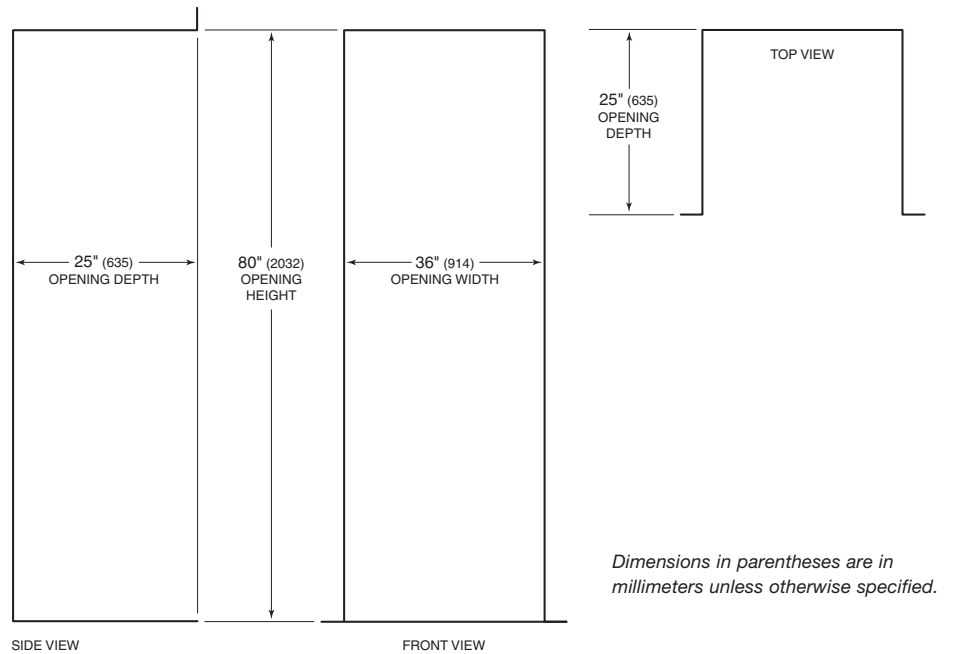 25" (635)
OPENING DEPTH
SIDE VIEW
80" (2032)
OPENING
HEIGHT
36" (914)
OPENING WIDTH
FRONT VIEW
TOP VIEW
25" (635)
OPENING
DEPTH
Dimensions in parentheses are in
millimeters unless otherwise specified.